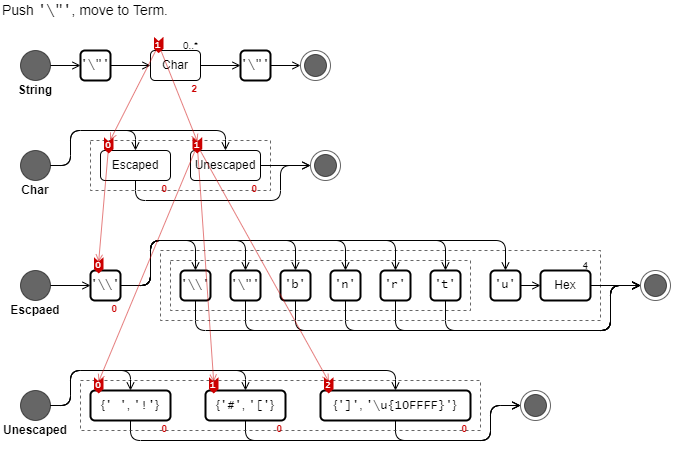 Push '\"', move to Term.
1 0..*
'\"' Char '\"'
String 2
0 1
Escaped Unescaped
Char 0 0
0 4
'\\' '\\' '\"' 'b' 'n' 'r' 't' 'u' Hex
Escpaed 0
0 1 2
{' ','!'} {'#','['} {']','\u{10FFFF}'}
Unescaped 0 0 0